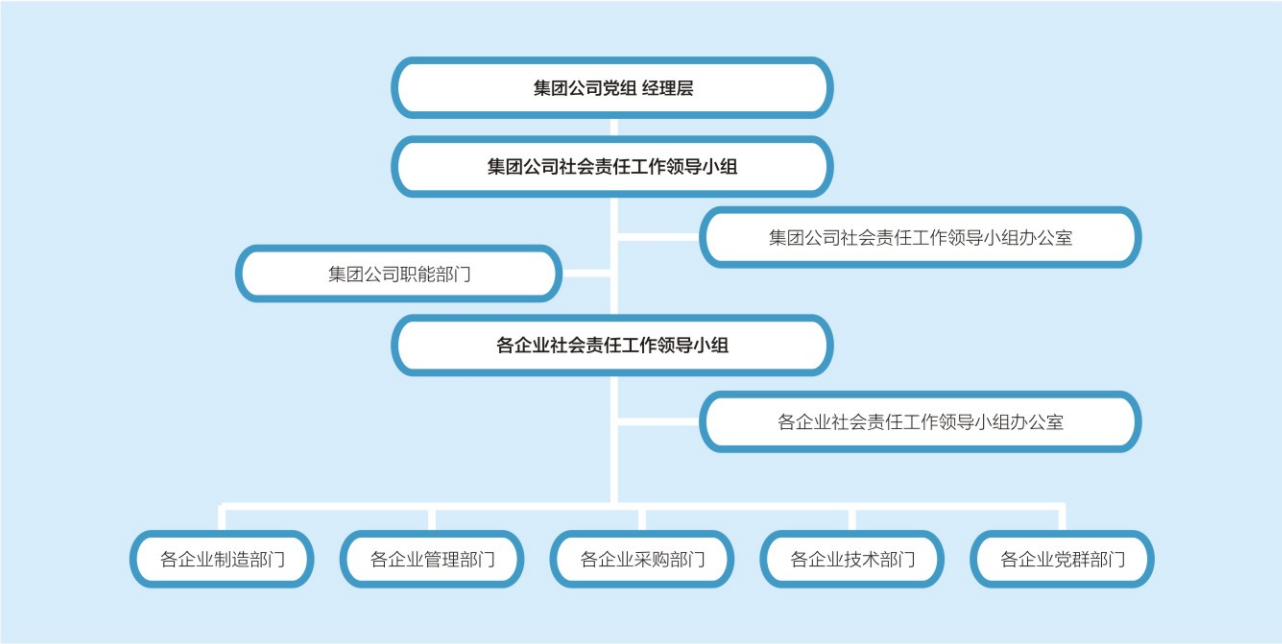 集团公司党组 经理层
集团公司社会责任工作领导小组
集团公司社会责任工作领导小组办公室
集团公司职能部门
各企业社会责任工作领导小组
各企业社会责任工作领导小组办公室
各企业制造部门
各企业管理部门
各企业采购部门
各企业技术部门
各企业党群部门